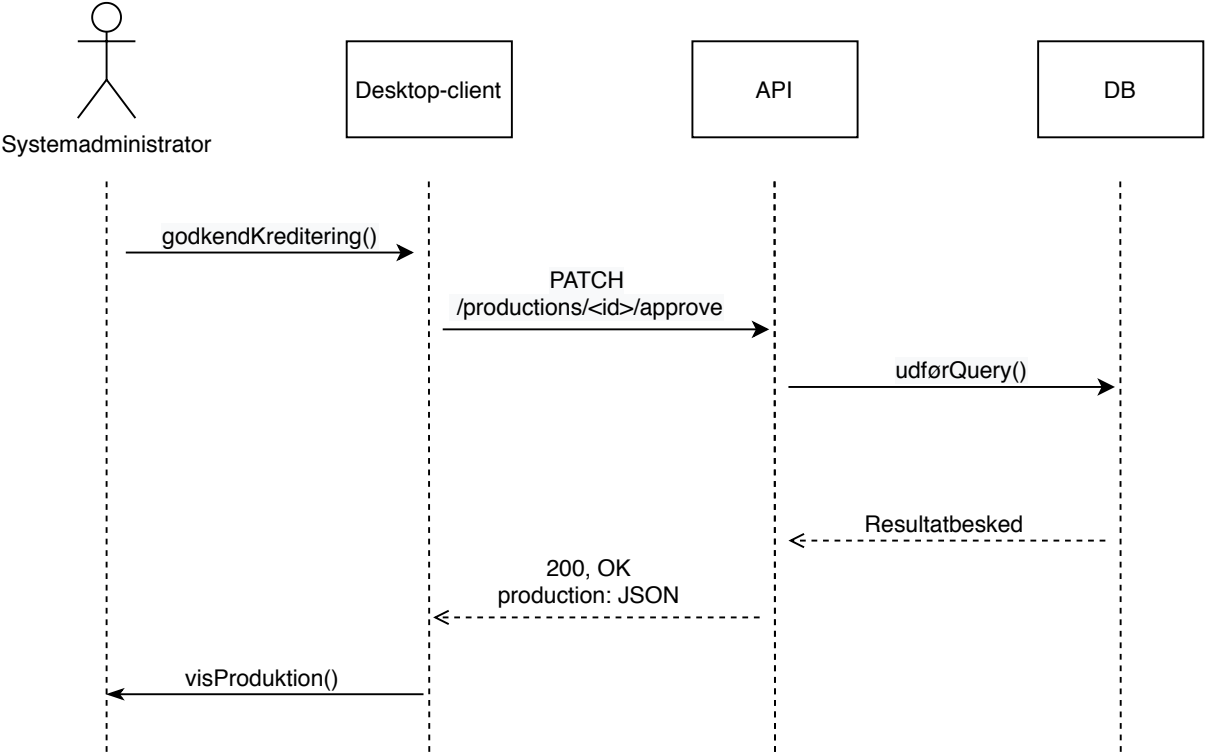 Systemadministrator
Desktop-client
API
DB
godkendKreditering()
PATCH
/productions/<id>/approve
udførQuery()
Resultatbesked
200, OK
production: JSON
visProduktion()